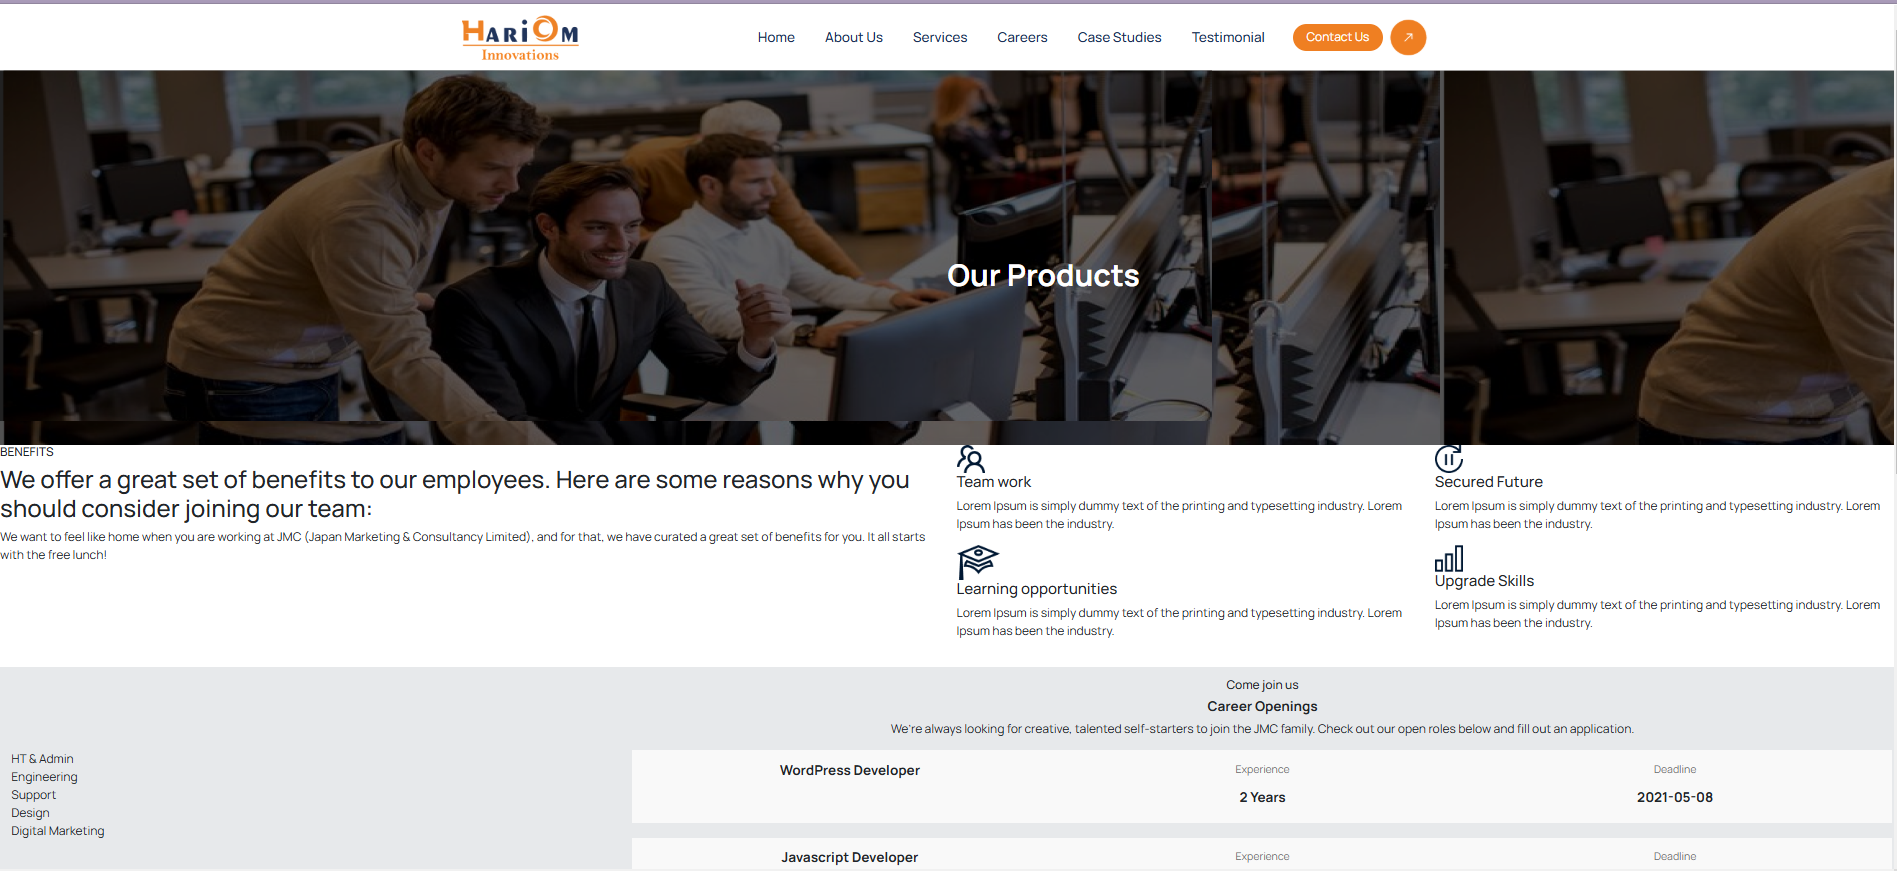 HARIOM
Innovations
Home About Us Services Careers Case Studies Testimonial Contact Us
Our Products
BENEFITS
We offer a great set of benefits to our employees. Here are some reasons why you
should consider joining our team:
We want to feel like home when you are working at JMC (Japan Marketing & Consultancy Limited), and for that, we have curated a great set of benefits for you. It all starts
with the free lunch!
Team work
Lorem Ipsum is simply dummy text of the printing and typesetting industry. Lorem
Ipsum has been the industry.
Secured Future
Lorem Ipsum is simply dummy text of the printing and typesetting industry. Lorem
Ipsum has been the industry.
Learning opportunities
Lorem Ipsum is simply dummy text of the printing and typesetting industry. Lorem
Ipsum has been the industry.
Upgrade Skills
Lorem Ipsum is simply dummy text of the printing and typesetting industry. Lorem
Ipsum has been the industry.
Come join us
Career Openings
We're always looking for creative, talented self-starters to join the JMC family. Check out our open roles below and fill out an application.
HT & Admin
Engineering
Support
Design
Digital Marketing
WordPress Developer
Experience
2 Years
Deadline
2021-05-08
Javascript Developer
Experience
Deadline